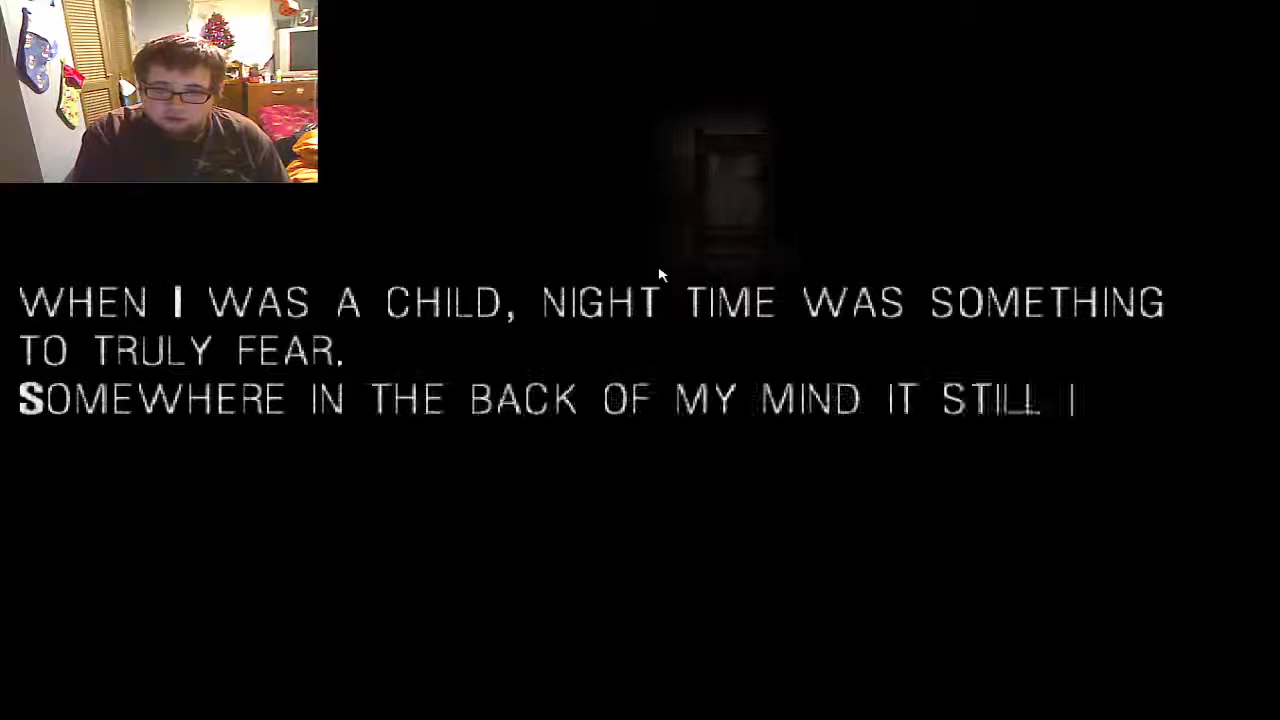 WHEN I WAS A CHILD, NIGHT TIME WAS SOMETHING
TO TRULY FEAR.
SOMEWHERE IN THE BACK OF MY MIND IT STILL I